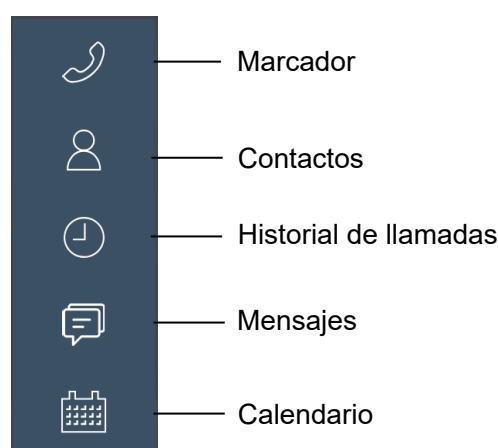 Marcador
Contactos
Historial de llamadas
Mensajes
Calendario